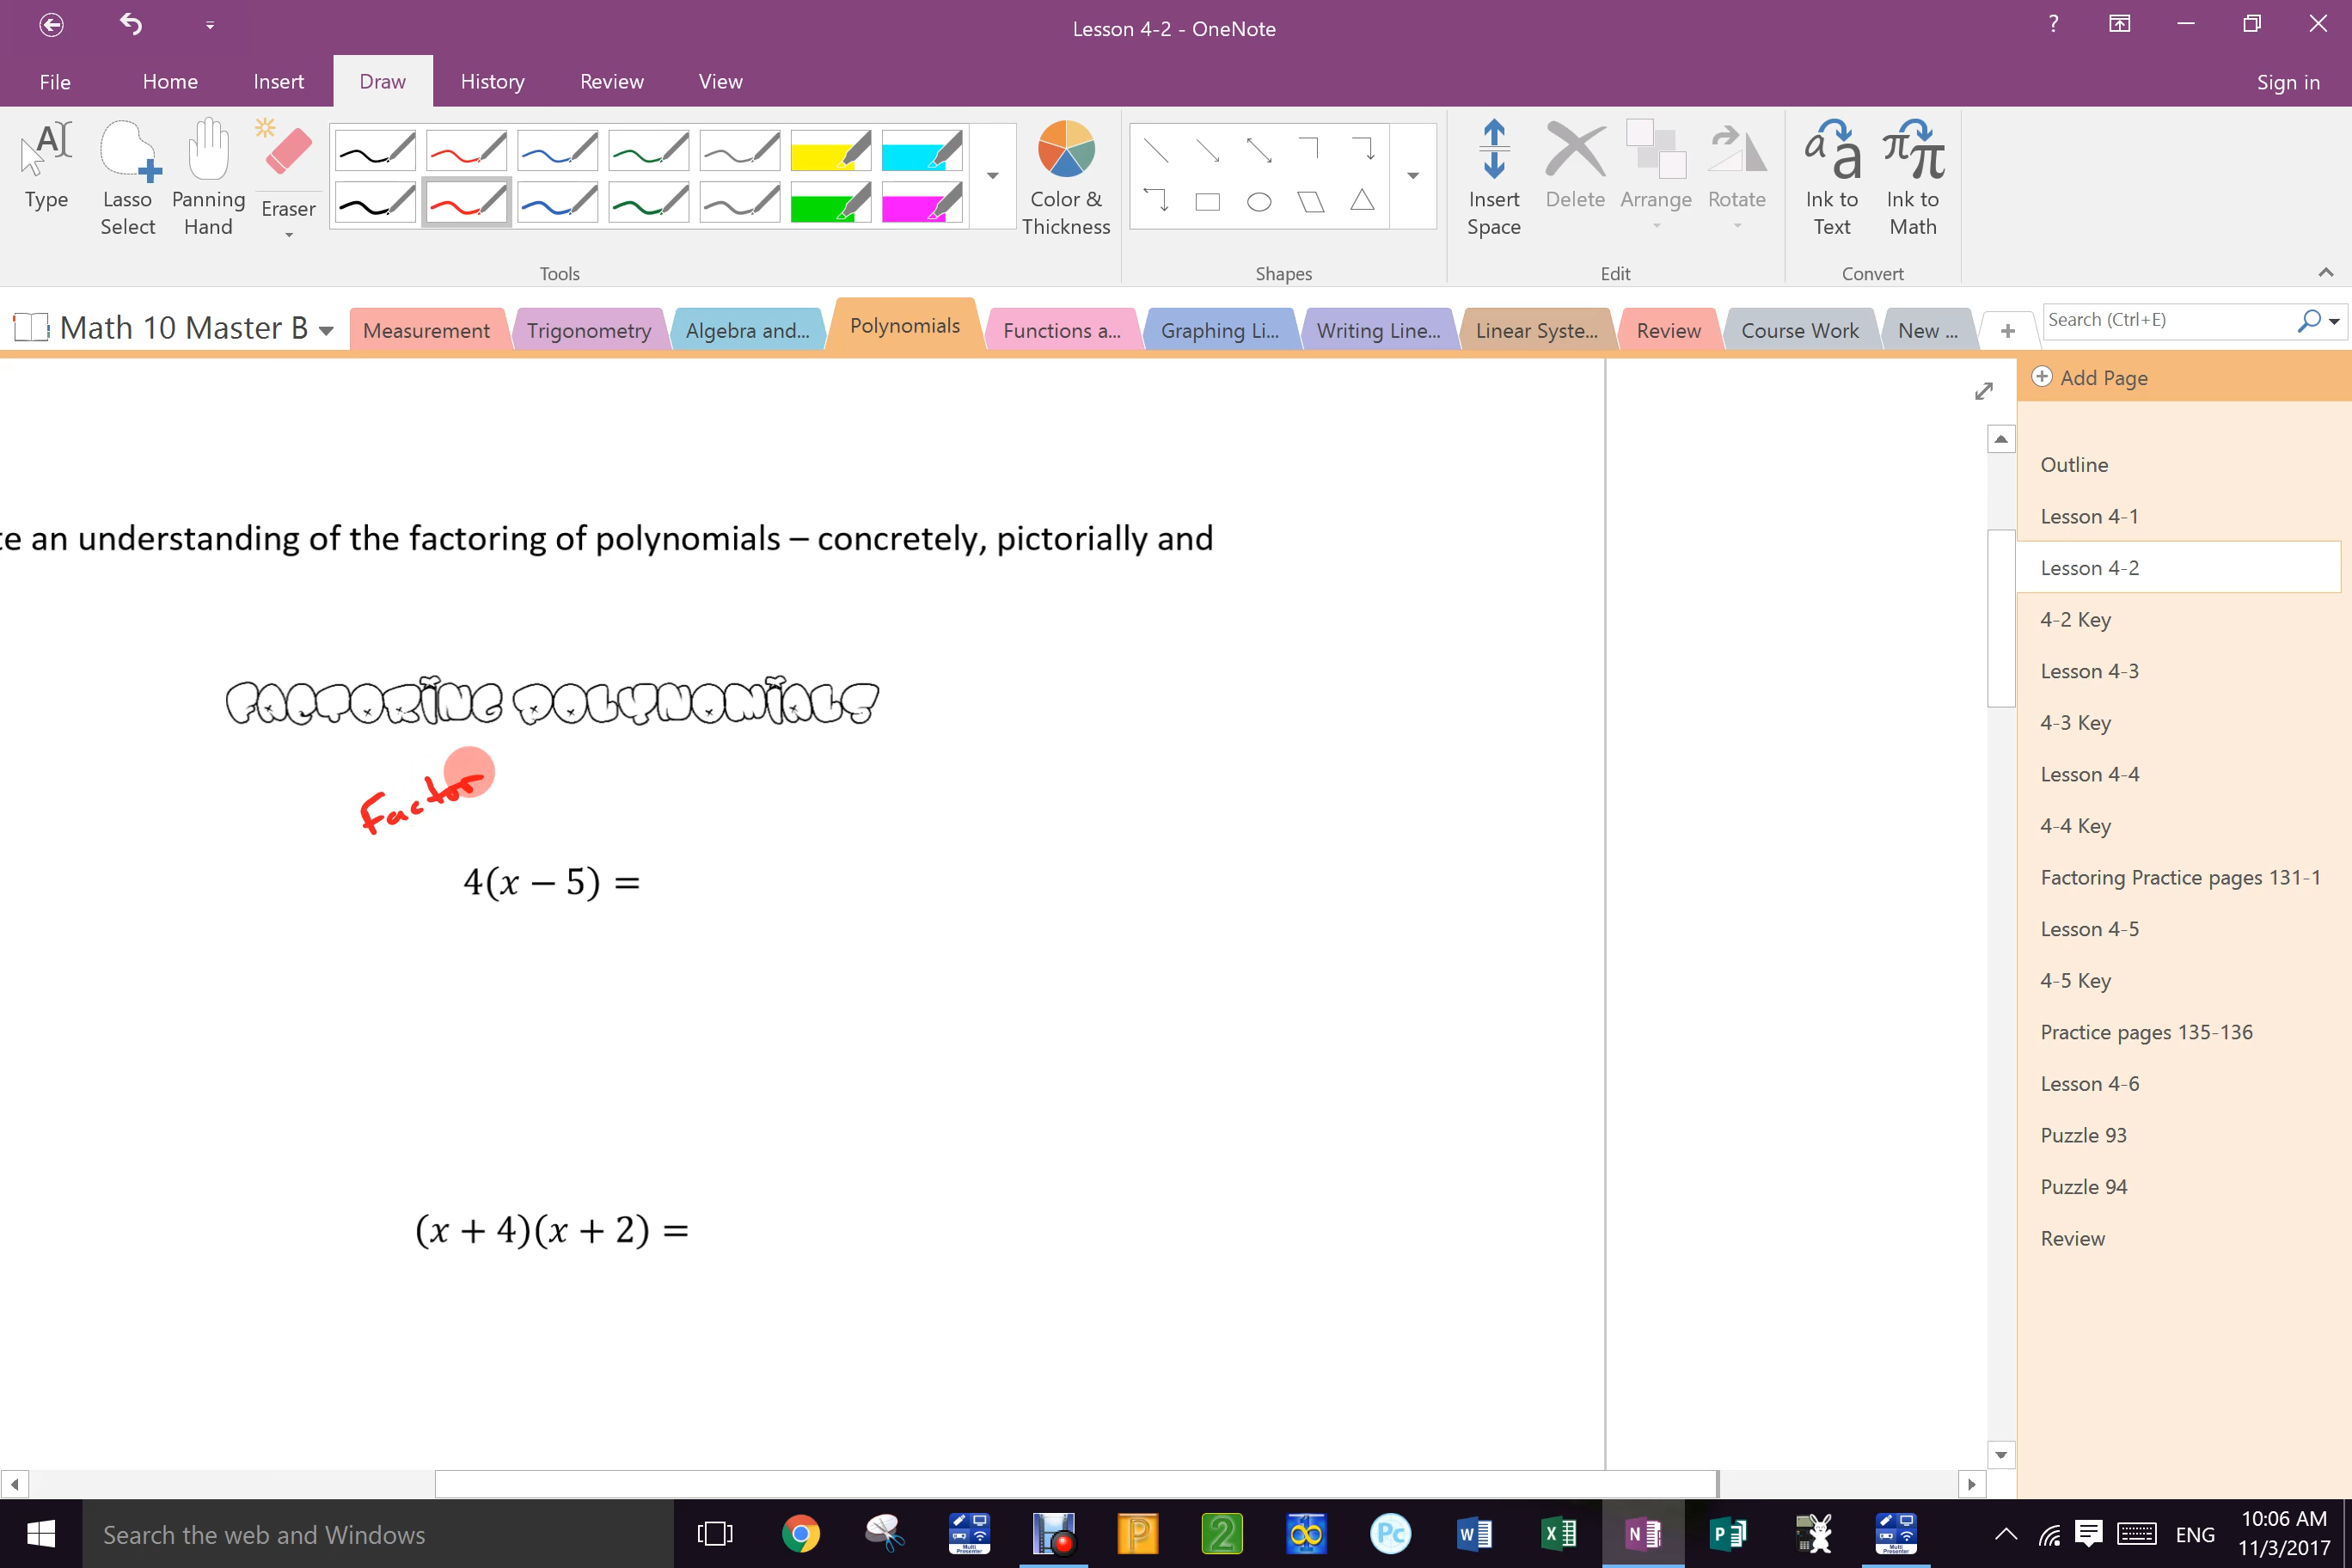 Lesson 4-2 - OneNote
?
File Home Insert Draw History Review View Sign in
Type
Lasso Select
Panning Hand
Eraser
Color & Thickness
Insert Space
Delete
Arrange
Rotate
Ink to Text
Ink to Math
Tools Shapes Edit Convert
Math 10 Master B Measurement Trigonometry Algebra and... Polynomials Functions a... Graphing Li... Writing Line... Linear Syste... Review Course Work New ... + Search (Ctrl+E)
Add Page
Outline
Lesson 4-1
Lesson 4-2
4-2 Key
Lesson 4-3
4-3 Key
Lesson 4-4
4-4 Key
Factoring Practice pages 131-1
Lesson 4-5
4-5 Key
Practice pages 135-136
Lesson 4-6
Puzzle 93
Puzzle 94
Review
te an understanding of the factoring of polynomials – concretely, pictorially and
FACTORING POLYNOMIALS
Factor
4(x − 5) =
(x + 4)(x + 2) =
Search the web and Windows
ENG
10:06 AM
11/3/2017